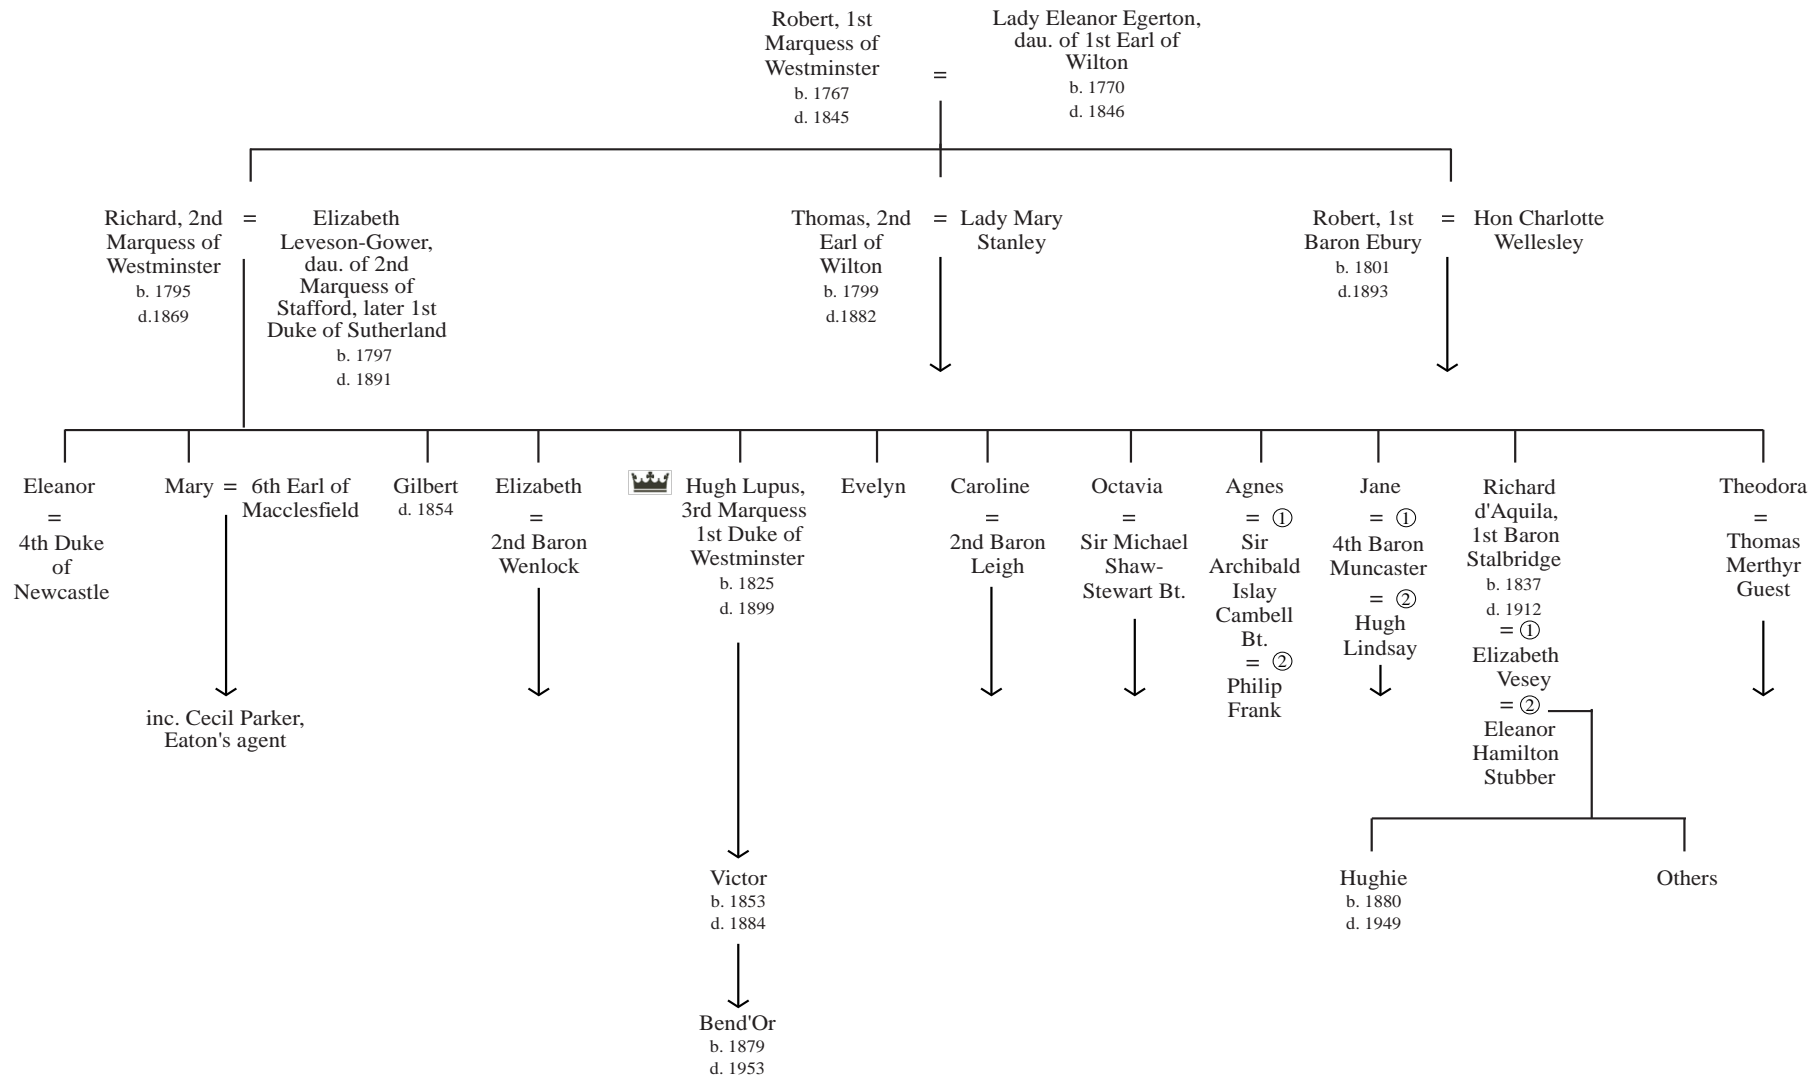 Robert, 1st
Marquess of
Westminster
b. 1767
d. 1845
=
Lady Eleanor Egerton,
dau. of 1st Earl of
Wilton
b. 1770
d. 1846
Richard, 2nd
Marquess of
Westminster
b. 1795
d.1869
=
Elizabeth
Leveson-Gower,
dau. of 2nd
Marquess of
Stafford, later 1st
Duke of Sutherland
b. 1797
d. 1891
Thomas, 2nd
Earl of
Wilton
b. 1799
d.1882
=
Lady Mary
Stanley
Robert, 1st
Baron Ebury
b. 1801
d.1893
=
Hon Charlotte
Wellesley
Eleanor
=
4th Duke
of
Newcastle
Mary
=
6th Earl of
Macclesfield
inc. Cecil Parker,
Eaton's agent
Gilbert
d. 1854
Elizabeth
=
2nd Baron
Wenlock
Hugh Lupus,
3rd Marquess
1st Duke of
Westminster
b. 1825
d. 1899
Victor
b. 1853
d. 1884
Bend'Or
b. 1879
d. 1953
Evelyn
Caroline
=
2nd Baron
Leigh
Octavia
=
Sir Michael
Shaw-
Stewart Bt.
Agnes
= ①
Sir
Archibald
Islay
Cambell
Bt.
= ②
Philip
Frank
Jane
= ①
4th Baron
Muncaster
= ②
Hugh
Lindsay
Richard
d'Aquila,
1st Baron
Stalbridge
b. 1837
d. 1912
= ①
Elizabeth
Vesey
= ②
Eleanor
Hamilton
Stubber
Hughie
b. 1880
d. 1949
Others
Theodora
=
Thomas
Merthyr
Guest